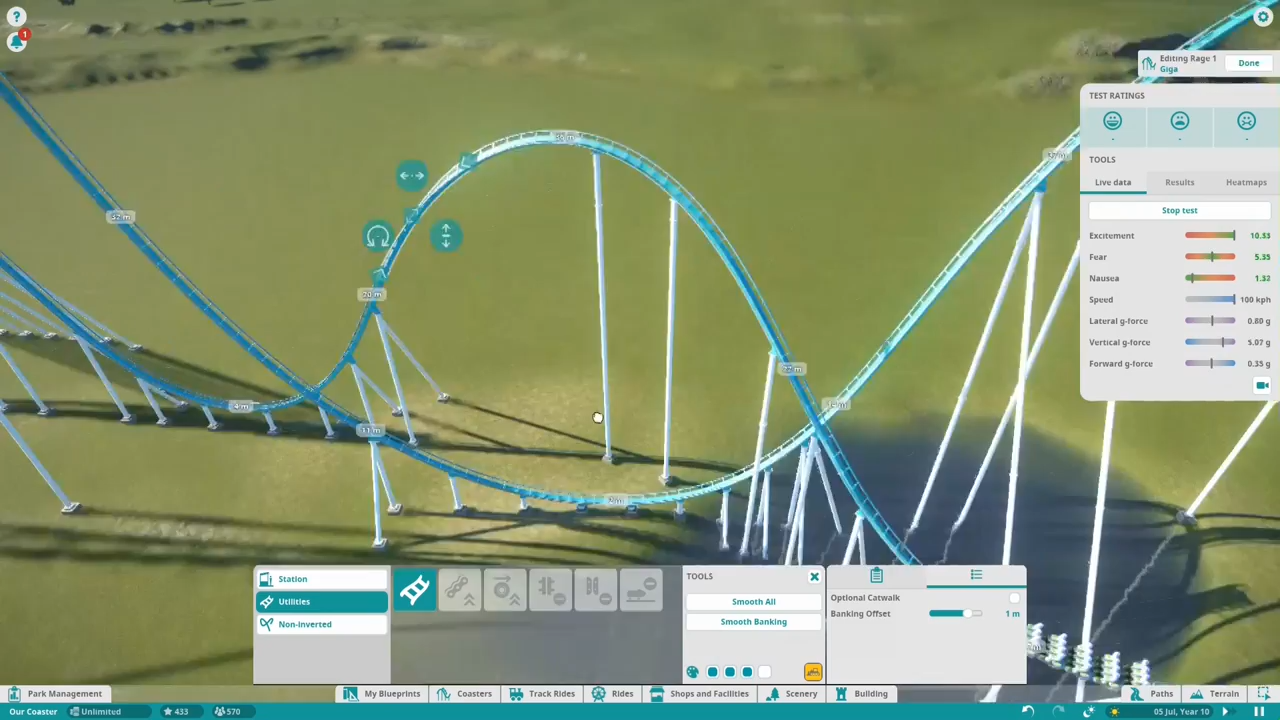 ?
1
Editing Rage 1
Giga
Done
TEST RATINGS
- - -
TOOLS
Live data Results Heatmaps
Stop test
Excitement 10.33
Fear 5.35
Nausea 1.32
Speed 100 kph
Lateral g-force 0.80 g
Vertical g-force 5.07 g
Forward g-force 0.35 g
20 m
4 m
11 m
Station
Utilities
Non-inverted
TOOLS
Smooth All
Smooth Banking
Optional Catwalk
Banking Offset 1 m
Park Management
My Blueprints
Coasters
Track Rides
Rides
Shops and Facilities
Scenery
Building
Paths
Terrain
Our Coaster Unlimited 433 570
05 Jul, Year 10